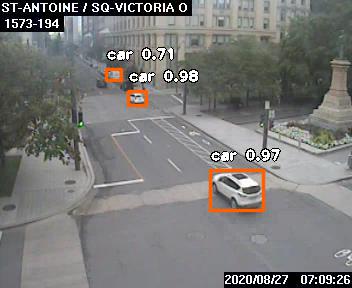 ST-ANTOINE / SQ-VICTORIA O
1573-194
car 0.71
car 0.98
car 0.97
2020/08/27 07:09:26